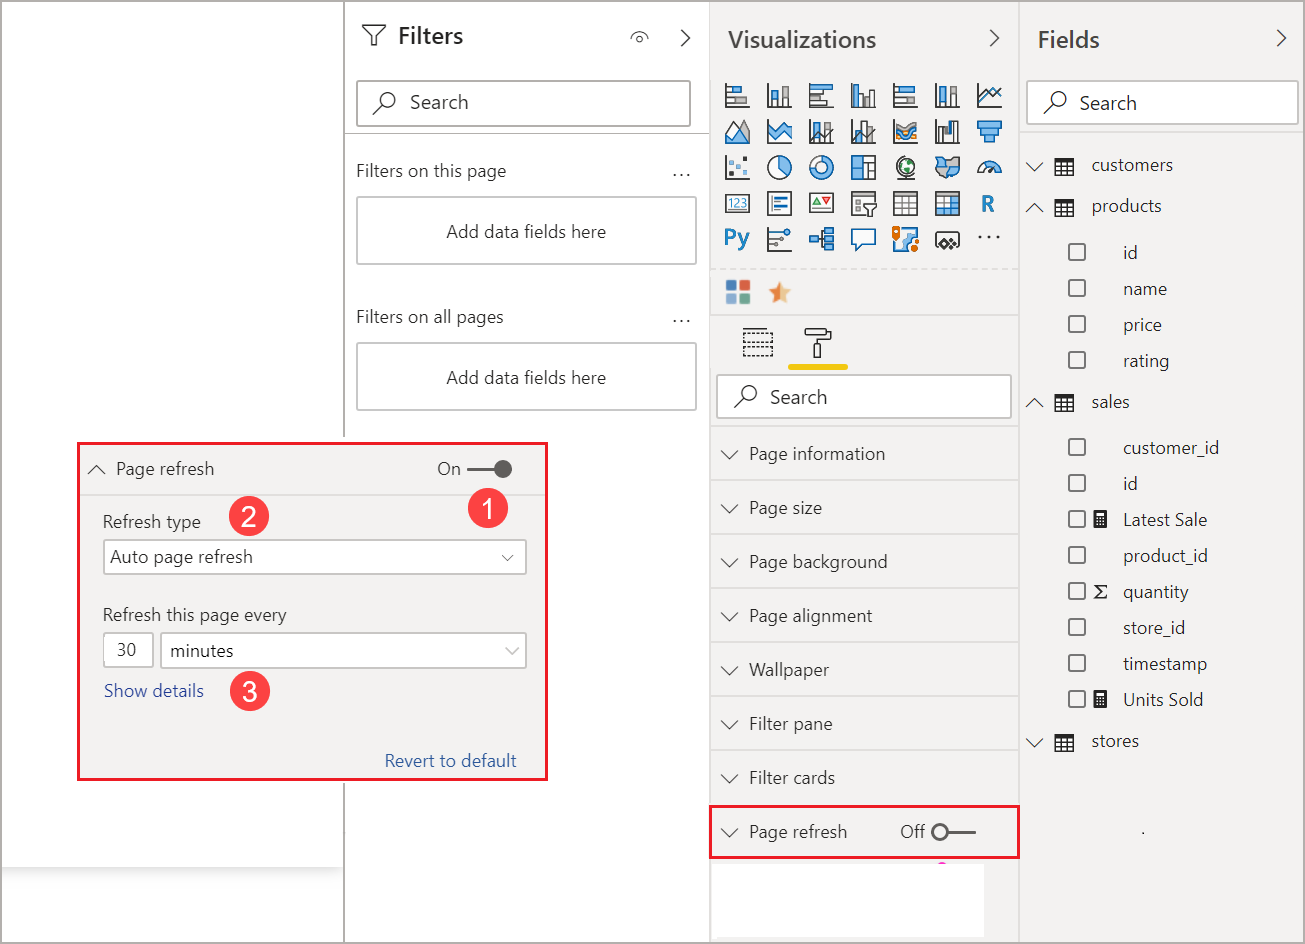 Filters
Search
Filters on this page
...
Add data fields here
Filters on all pages
...
Add data fields here
Page refresh On
1
Refresh type 2
Auto page refresh
Refresh this page every
30 minutes
Show details 3
Revert to default
Visualizations
123
R
Py
...
Search
Page information
Page size
Page background
Page alignment
Wallpaper
Filter pane
Filter cards
Page refresh Off
Fields
Search
customers
products
id
name
price
rating
sales
customer_id
id
Latest Sale
product_id
Σ quantity
store_id
timestamp
Units Sold
stores